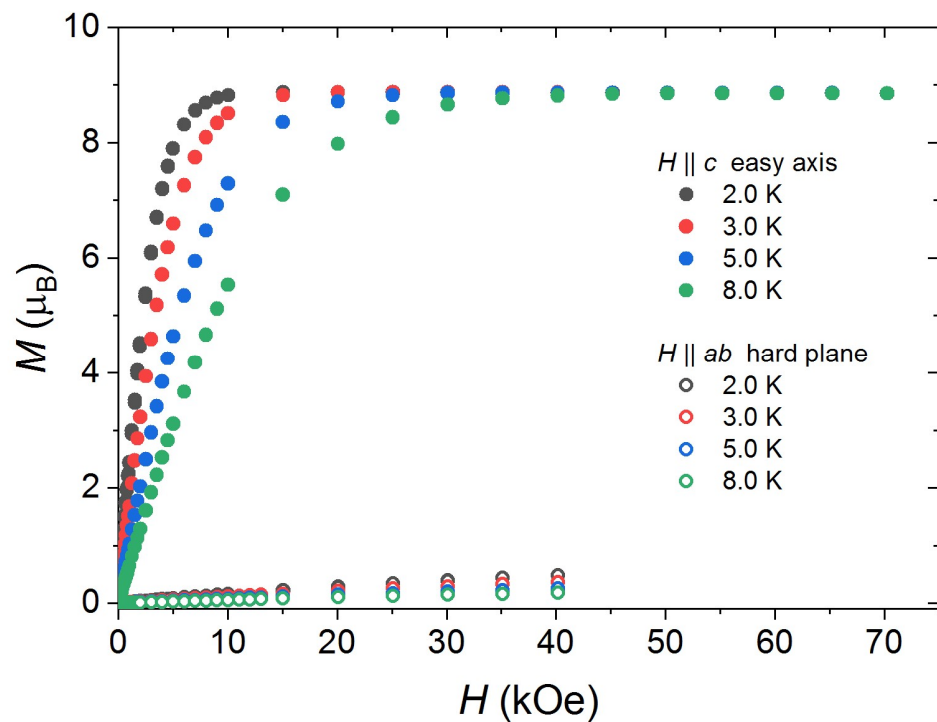 10
8
6
4
2
0
M (μB)
H || c easy axis
2.0 K
3.0 K
5.0 K
8.0 K
H || ab hard plane
2.0 K
3.0 K
5.0 K
8.0 K
0 10 20 30 40 50 60 70
H (kOe)